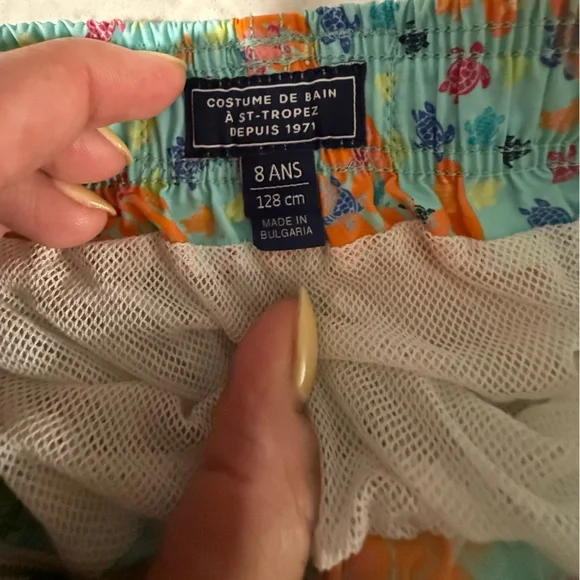 COSTUME DE BAIN
À ST-TROPEZ
DEPUIS 1971
8 ANS
128 cm
MADE IN
BULGARIA